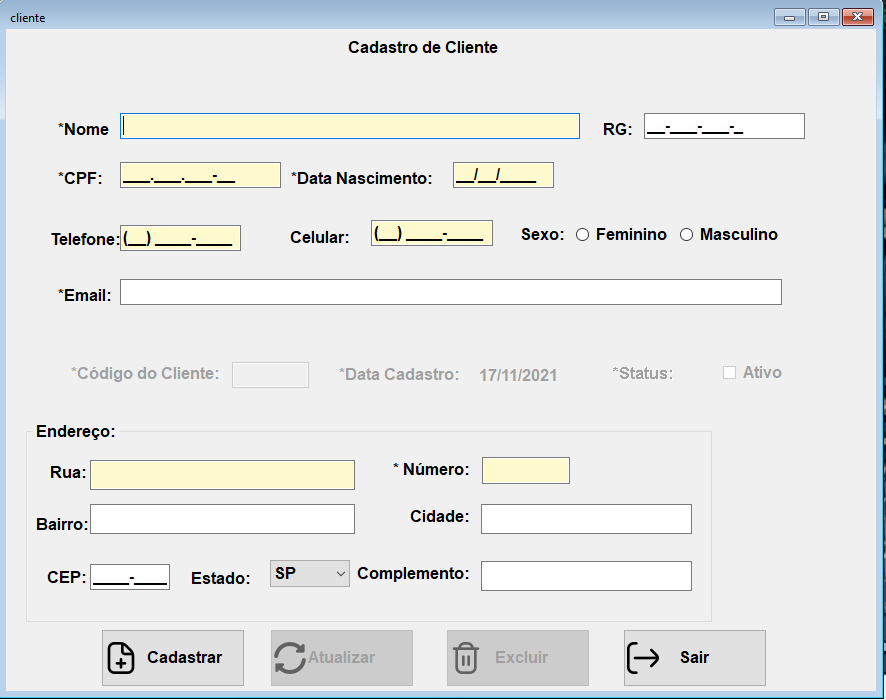 cliente
Cadastro de Cliente
*Nome RG: __-___-___-_
*CPF: ___.___.___-__ *Data Nascimento: __/__/____
Telefone: (__) ____-____ Celular: (__) ____-____ Sexo: Feminino Masculino
*Email:
*Código do Cliente: *Data Cadastro: 17/11/2021 *Status: Ativo
Endereço:
Rua: * Número:
Bairro: Cidade:
CEP: ____-____ Estado: SP Complemento:
Cadastrar Atualizar Excluir Sair